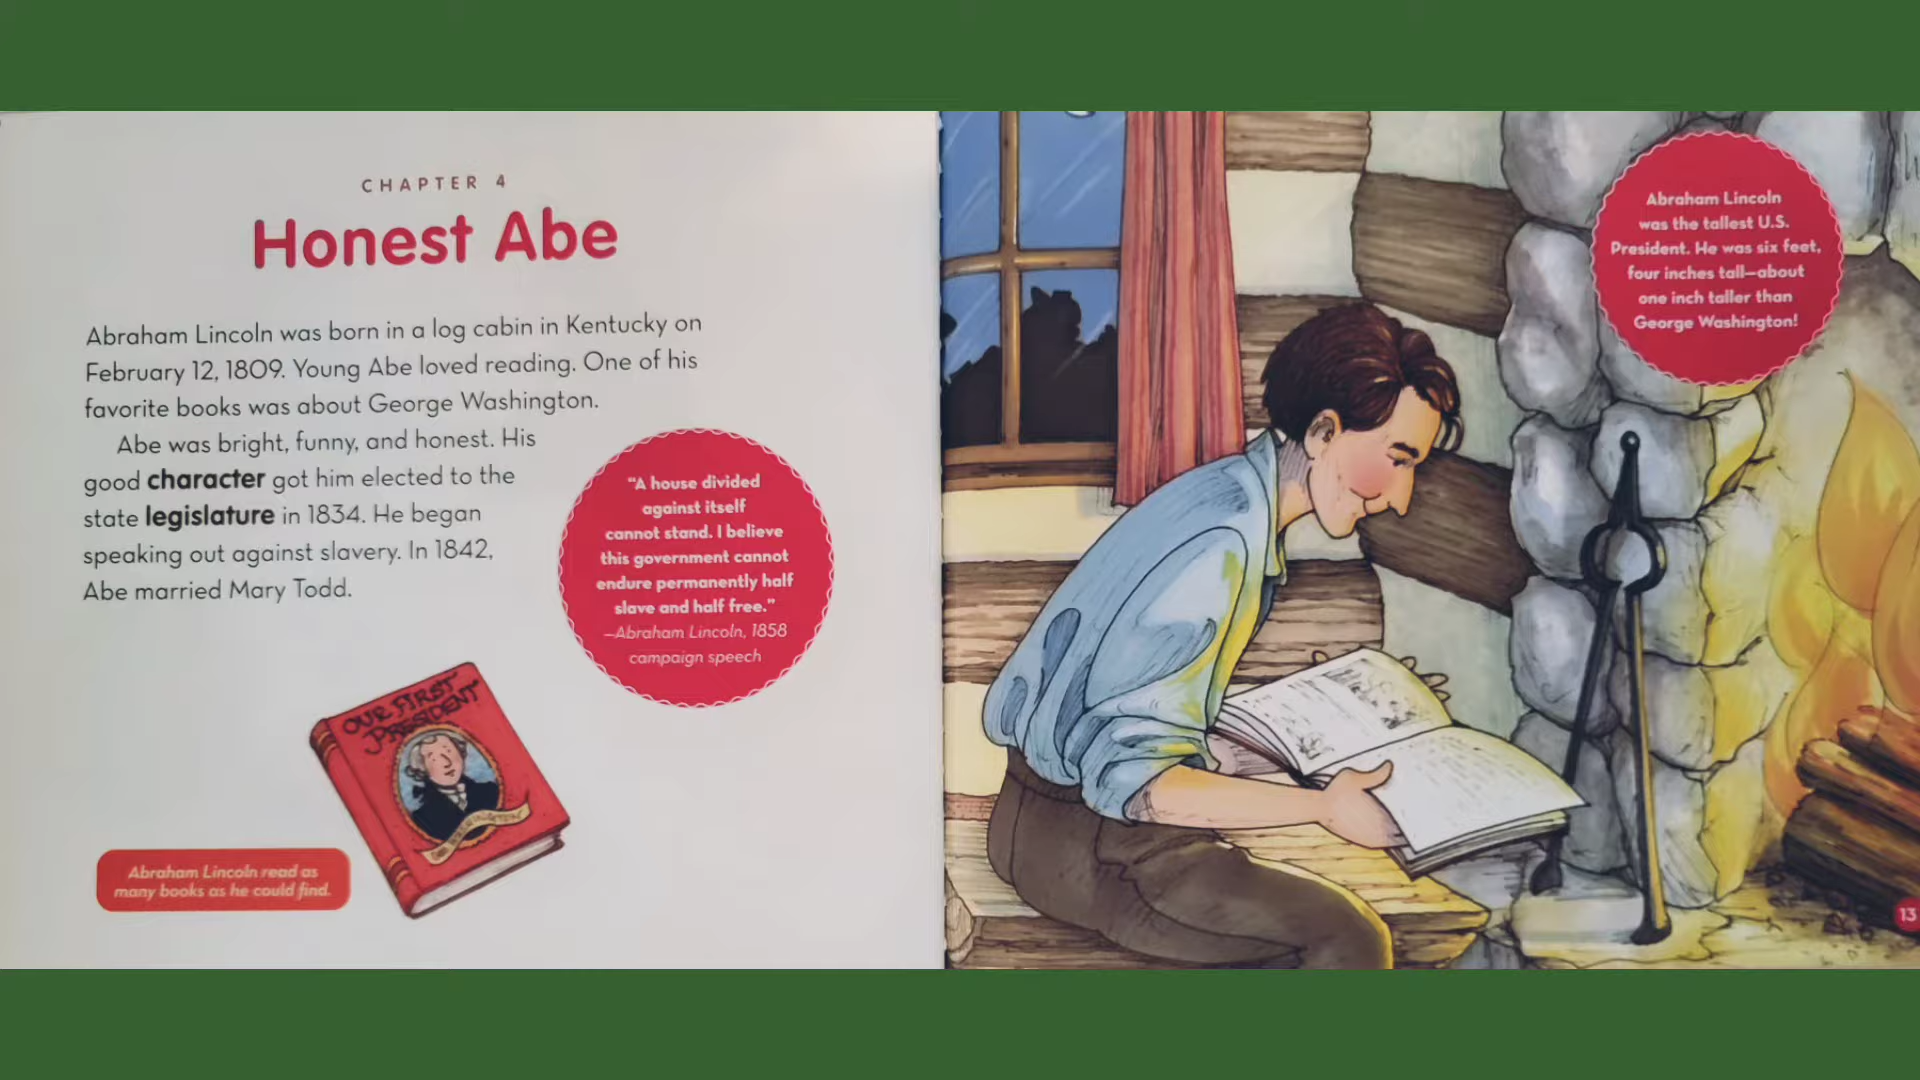 CHAPTER 4
Honest Abe
Abraham Lincoln was born in a log cabin in Kentucky on
February 12, 1809. Young Abe loved reading. One of his
favorite books was about George Washington.
Abe was bright, funny, and honest. His
good character got him elected to the
state legislature in 1834. He began
speaking out against slavery. In 1842,
Abe married Mary Todd.
"A house divided
against itself
cannot stand. I believe
this government cannot
endure permanently half
slave and half free."
—Abraham Lincoln, 1858
campaign speech
OUR FIRST
PRESIDENT
Abraham Lincoln read as
many books as he could find.
Abraham Lincoln
was the tallest U.S.
President. He was six feet,
four inches tall—about
one inch taller than
George Washington!
13